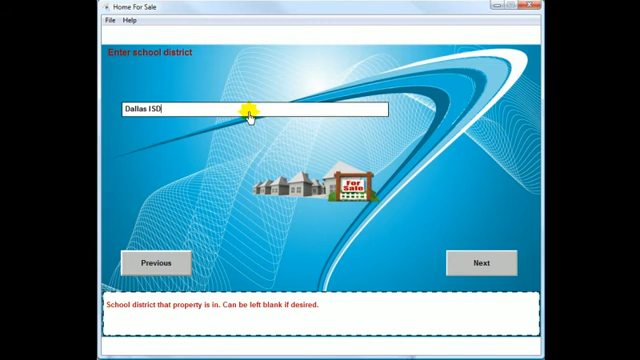 Home For Sale
File Help
Enter school district
Dallas ISD
For
Sale
Previous Next
School district that property is in. Can be left blank if desired.